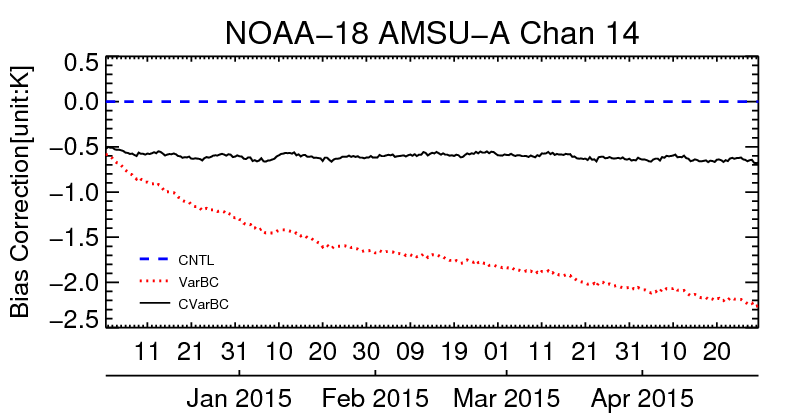 NOAA−18 AMSU−A Chan 14
Bias Correction[unit:K]
0.5
0.0
−0.5
−1.0
−1.5
−2.0
−2.5
CNTL
VarBC
CVarBC
11 21 31 10 20 30 09 19 01 11 21 31 10 20
Jan 2015 Feb 2015 Mar 2015 Apr 2015